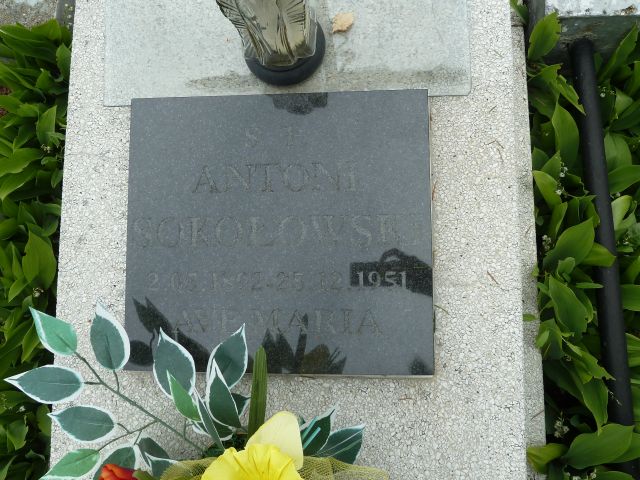 Ś. P.
ANTONI
SOKOŁOWSKI
2.05.1892-25.12.1951
AVE MARIA